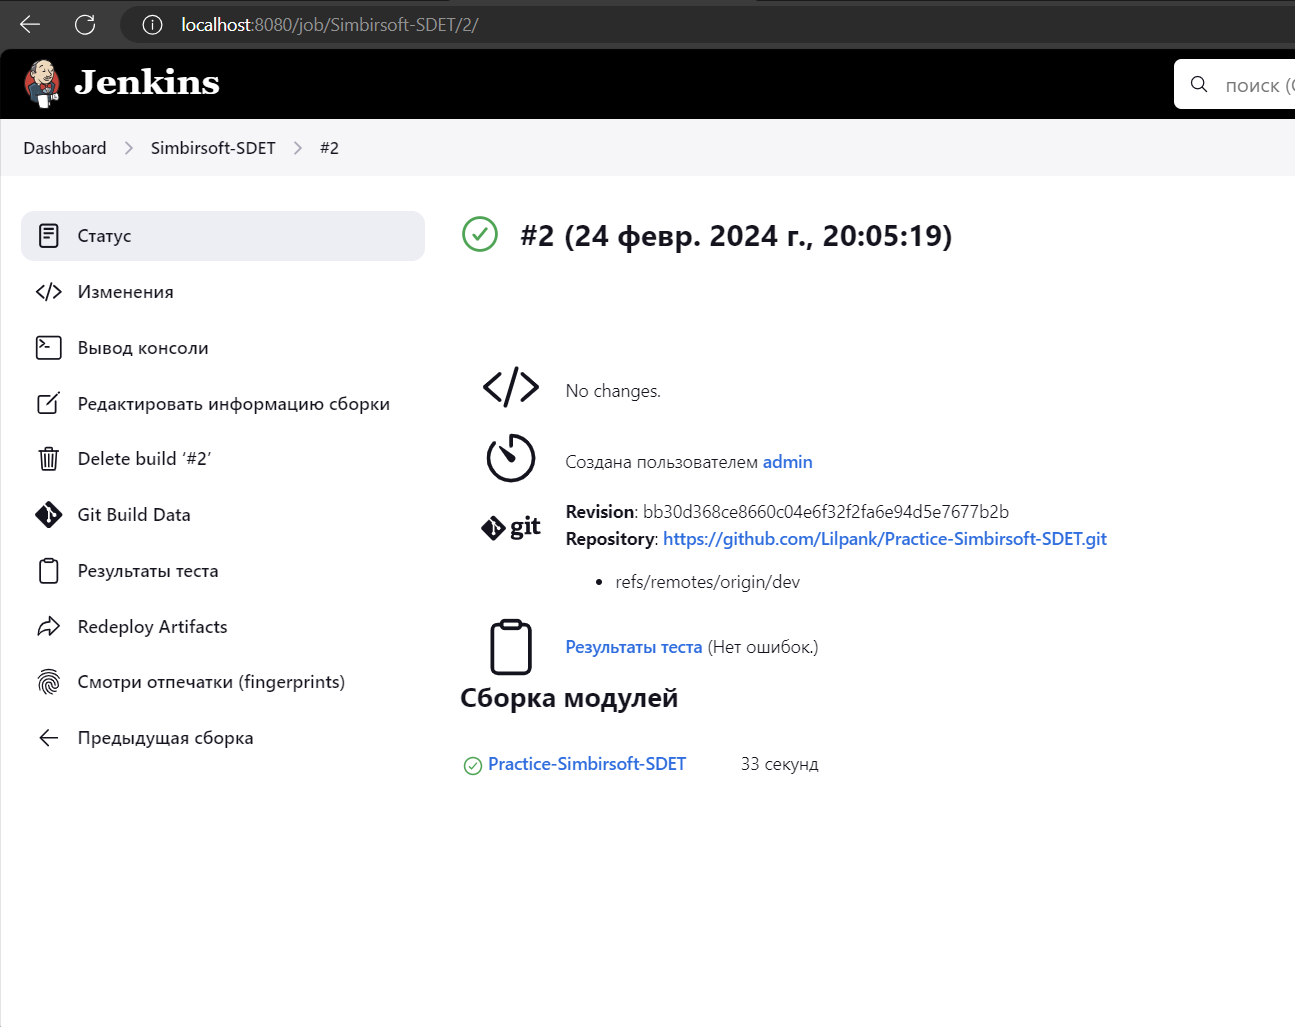 localhost:8080/job/Simbirsoft-SDET/2/
Jenkins
поиск (
Dashboard > Simbirsoft-SDET > #2
Статус
Изменения
Вывод консоли
Редактировать информацию сборки
Delete build ‘#2’
Git Build Data
Результаты теста
Redeploy Artifacts
Смотри отпечатки (fingerprints)
Предыдущая сборка
#2 (24 февр. 2024 г., 20:05:19)
No changes.
Создана пользователем admin
git
Revision: bb30d368ce8660c04e6f32f2fa6e94d5e7677b2b
Repository: https://github.com/Lilpank/Practice-Simbirsoft-SDET.git
• refs/remotes/origin/dev
Результаты теста (Нет ошибок.)
Сборка модулей
Practice-Simbirsoft-SDET 33 секунд